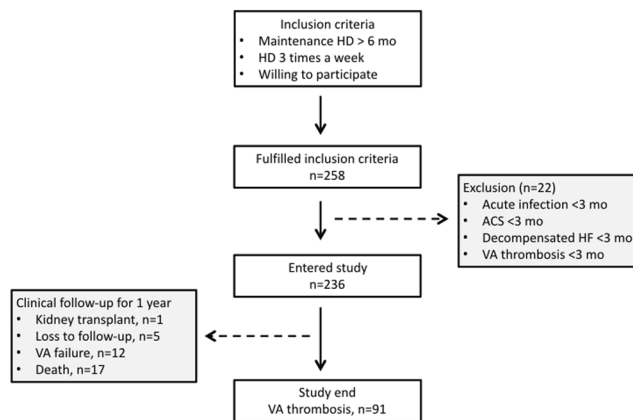 Inclusion criteria
• Maintenance HD > 6 mo
• HD 3 times a week
• Willing to participate
Fulfilled inclusion criteria
n=258
Exclusion (n=22)
• Acute infection <3 mo
• ACS <3 mo
• Decompensated HF <3 mo
• VA thrombosis <3 mo
Entered study
n=236
Clinical follow-up for 1 year
• Kidney transplant, n=1
• Loss to follow-up, n=5
• VA failure, n=12
• Death, n=17
Study end
VA thrombosis, n=91